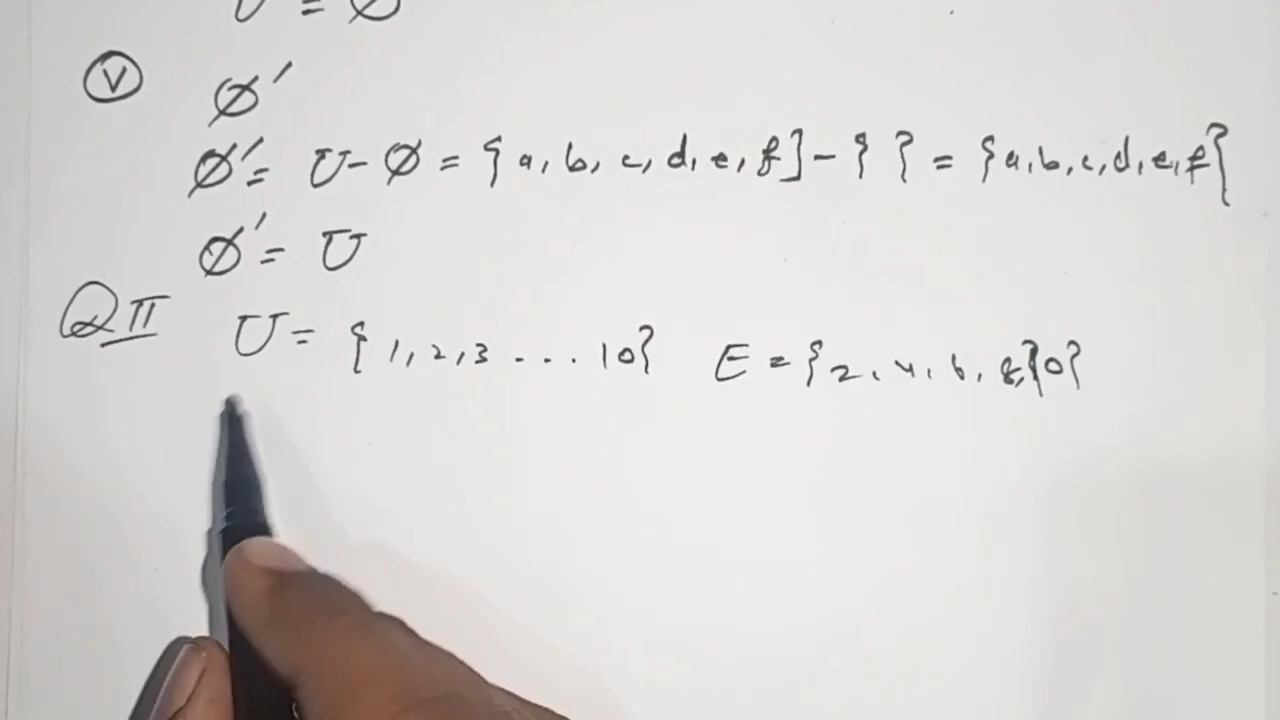 U = Ø
V
Ø'
Ø' = U - Ø = {a, b, c, d, e, f} - { } = {a, b, c, d, e, f}
Ø' = U
Q II U = {1, 2, 3 ... 10} E = {2, 4, 6, 8, 10}